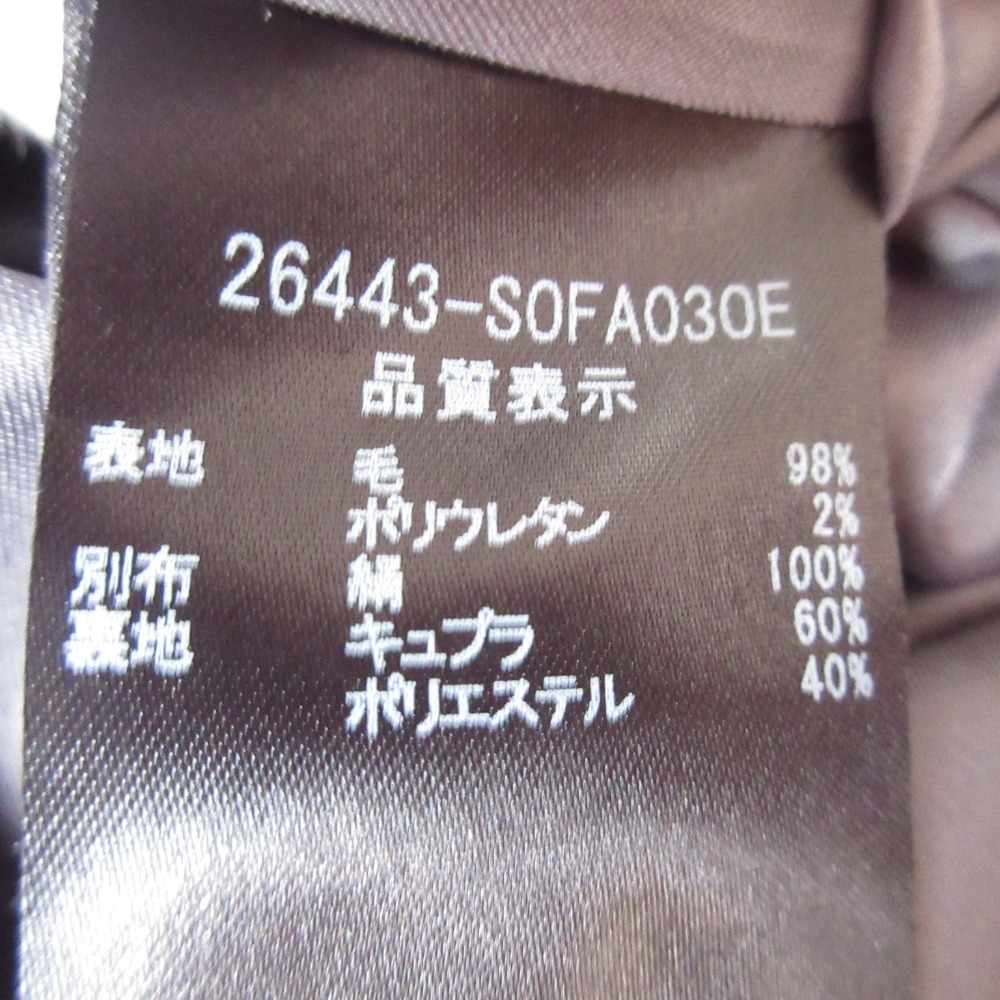 26443-S0FA030E
品質表示
表地 毛 98%
ポリウレタン 2%
別布 絹 100%
裏地 キュプラ 60%
ポリエステル 40%